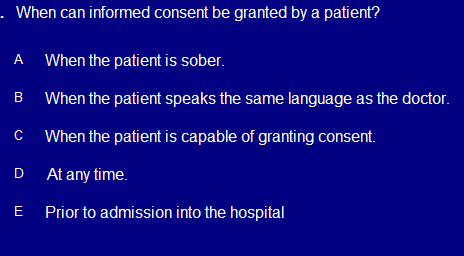 . When can informed consent be granted by a patient?
A When the patient is sober.
B When the patient speaks the same language as the doctor.
C When the patient is capable of granting consent.
D At any time.
E Prior to admission into the hospital